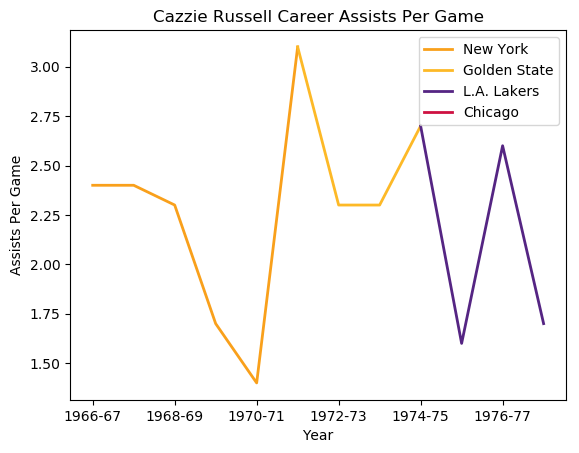 Cazzie Russell Career Assists Per Game
New York
Golden State
L.A. Lakers
Chicago
Assists Per Game
3.00
2.75
2.50
2.25
2.00
1.75
1.50
1966-67 1968-69 1970-71 1972-73 1974-75 1976-77
Year